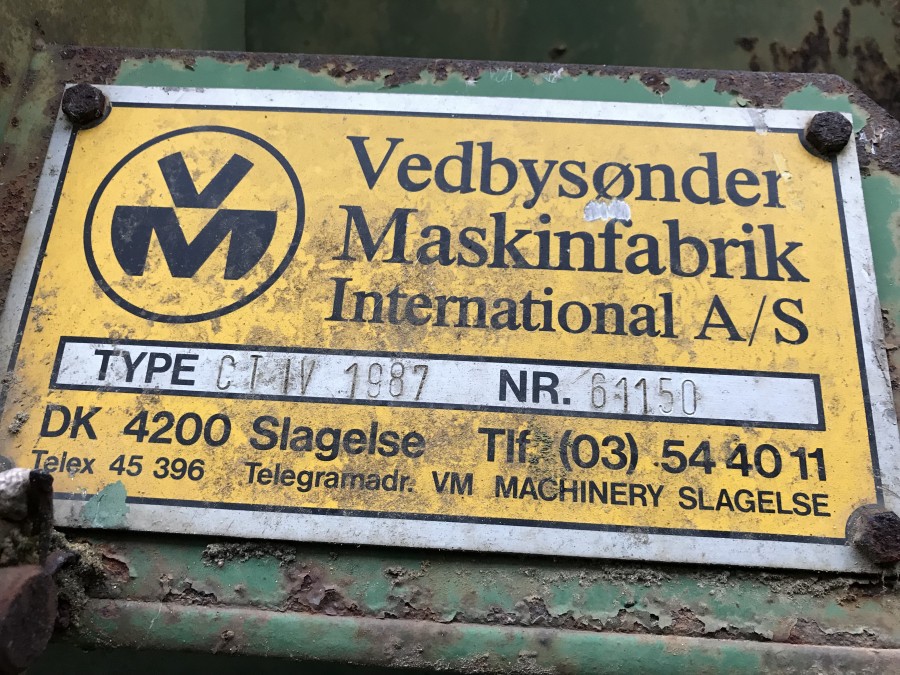 VM
Vedbysønder
Maskinfabrik
International A/S
TYPE CT IV 1987 NR. 61150
DK 4200 Slagelse Tlf. (03) 54 40 11
Telex 45 396 Telegramadr. VM MACHINERY SLAGELSE